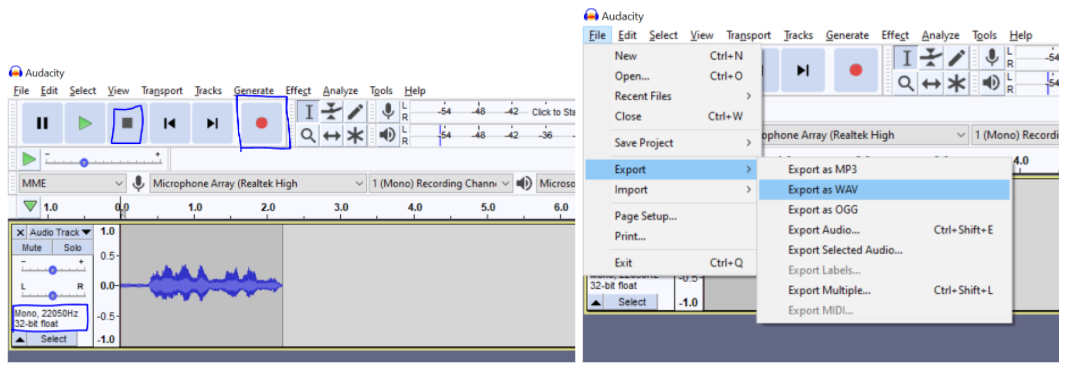 Audacity
File Edit Select View Transport Tracks Generate Effect Analyze Tools Help
L
R
-54 -48 -42 Click to Sta
L
R
-54 -48 -42 -36
- +
MME
Microphone Array (Realtek High
1 (Mono) Recording Chann
Microso
1.0 0.0 1.0 2.0 3.0 4.0 5.0 6.0
Audio Track
Mute Solo
- +
L R
Mono, 22050Hz
32-bit float
Select
1.0
0.5
0.0
-0.5
-1.0
Audacity
File Edit Select View Transport Tracks Generate Effect Analyze Tools Help
L
R
-54
L
R
-54
New Ctrl+N
Open... Ctrl+O
Recent Files
Close Ctrl+W
Save Project
Export
Import
Page Setup...
Print...
Exit Ctrl+Q
ophone Array (Realtek High
1 (Mono) Recordi
4.0
Export as MP3
Export as WAV
Export as OGG
Export Audio... Ctrl+Shift+E
Export Selected Audio...
Export Labels...
Export Multiple... Ctrl+Shift+L
Export MIDI...
32-bit float
Select
-0.5
-1.0